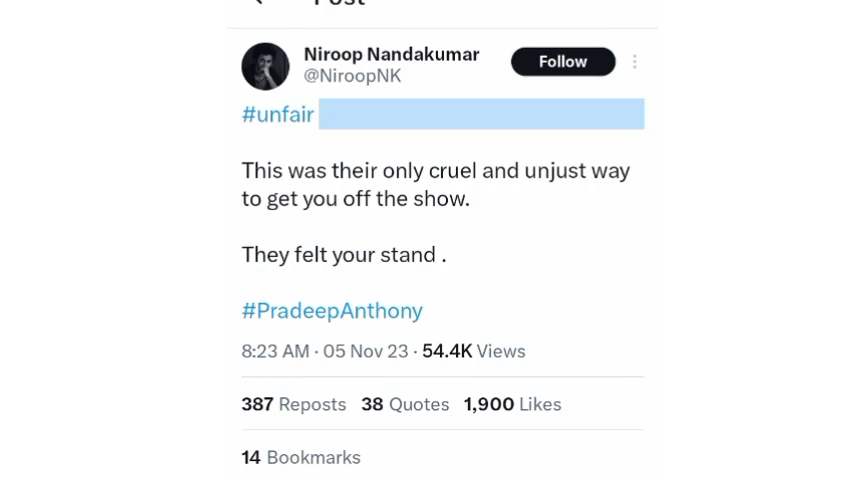 Post
Niroop Nandakumar
@NiroopNK
Follow
#unfair
This was their only cruel and unjust way
to get you off the show.
They felt your stand .
#PradeepAnthony
8:23 AM · 05 Nov 23 · 54.4K Views
387 Reposts 38 Quotes 1,900 Likes
14 Bookmarks